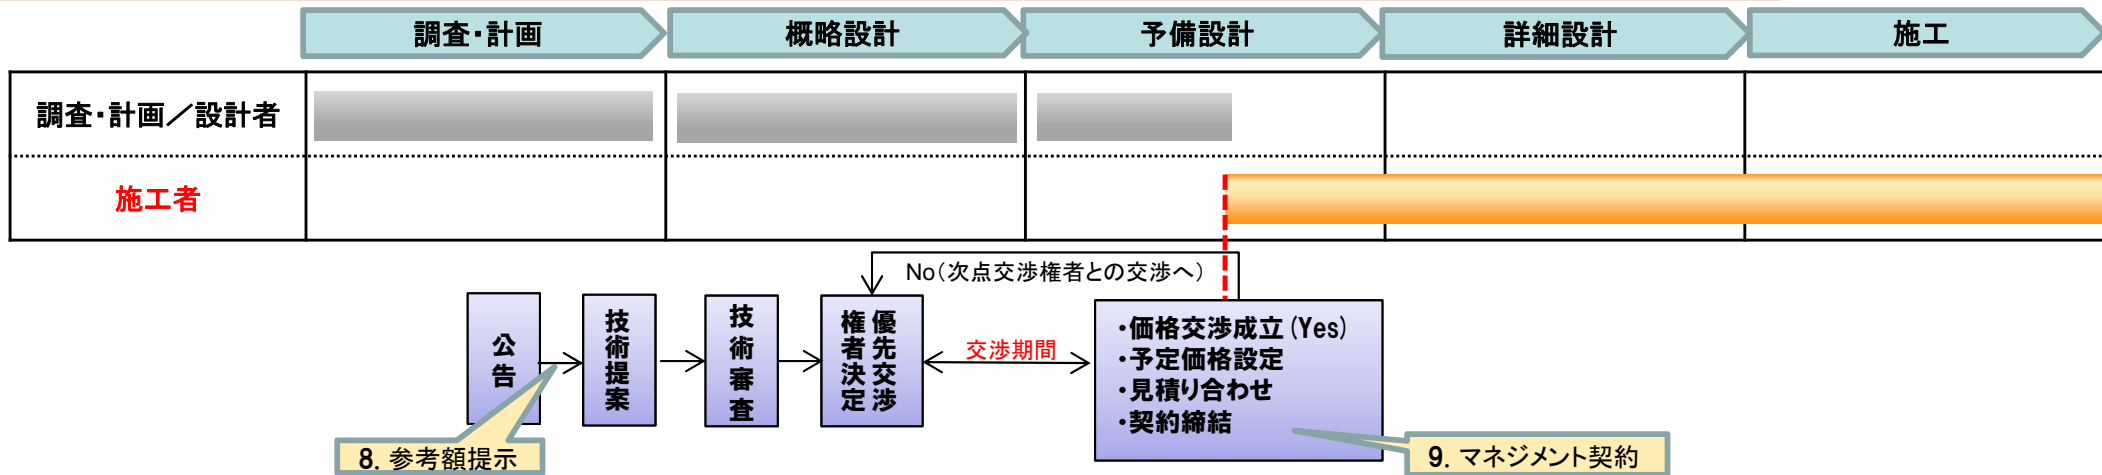 調査・計画
概略設計
予備設計
詳細設計
施工
調査・計画／設計者
施工者
No（次点交渉権者との交渉へ）
公告
技術提案
技術審査
優先交渉
権者決定
交渉期間
・価格交渉成立（Yes）
・予定価格設定
・見積り合わせ
・契約締結
8. 参考額提示
9. マネジメント契約